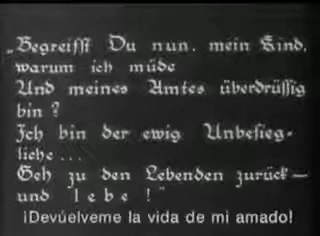 „Begreifst Du nun, mein Kind,
warum ich müde
Und meines Amtes überdrüssig
bin ?
Ich bin der ewig Unbesieg-
liche ...
Geh zu den Lebenden zurück —
und lebe !"
¡Devúelveme la vida de mi amado!